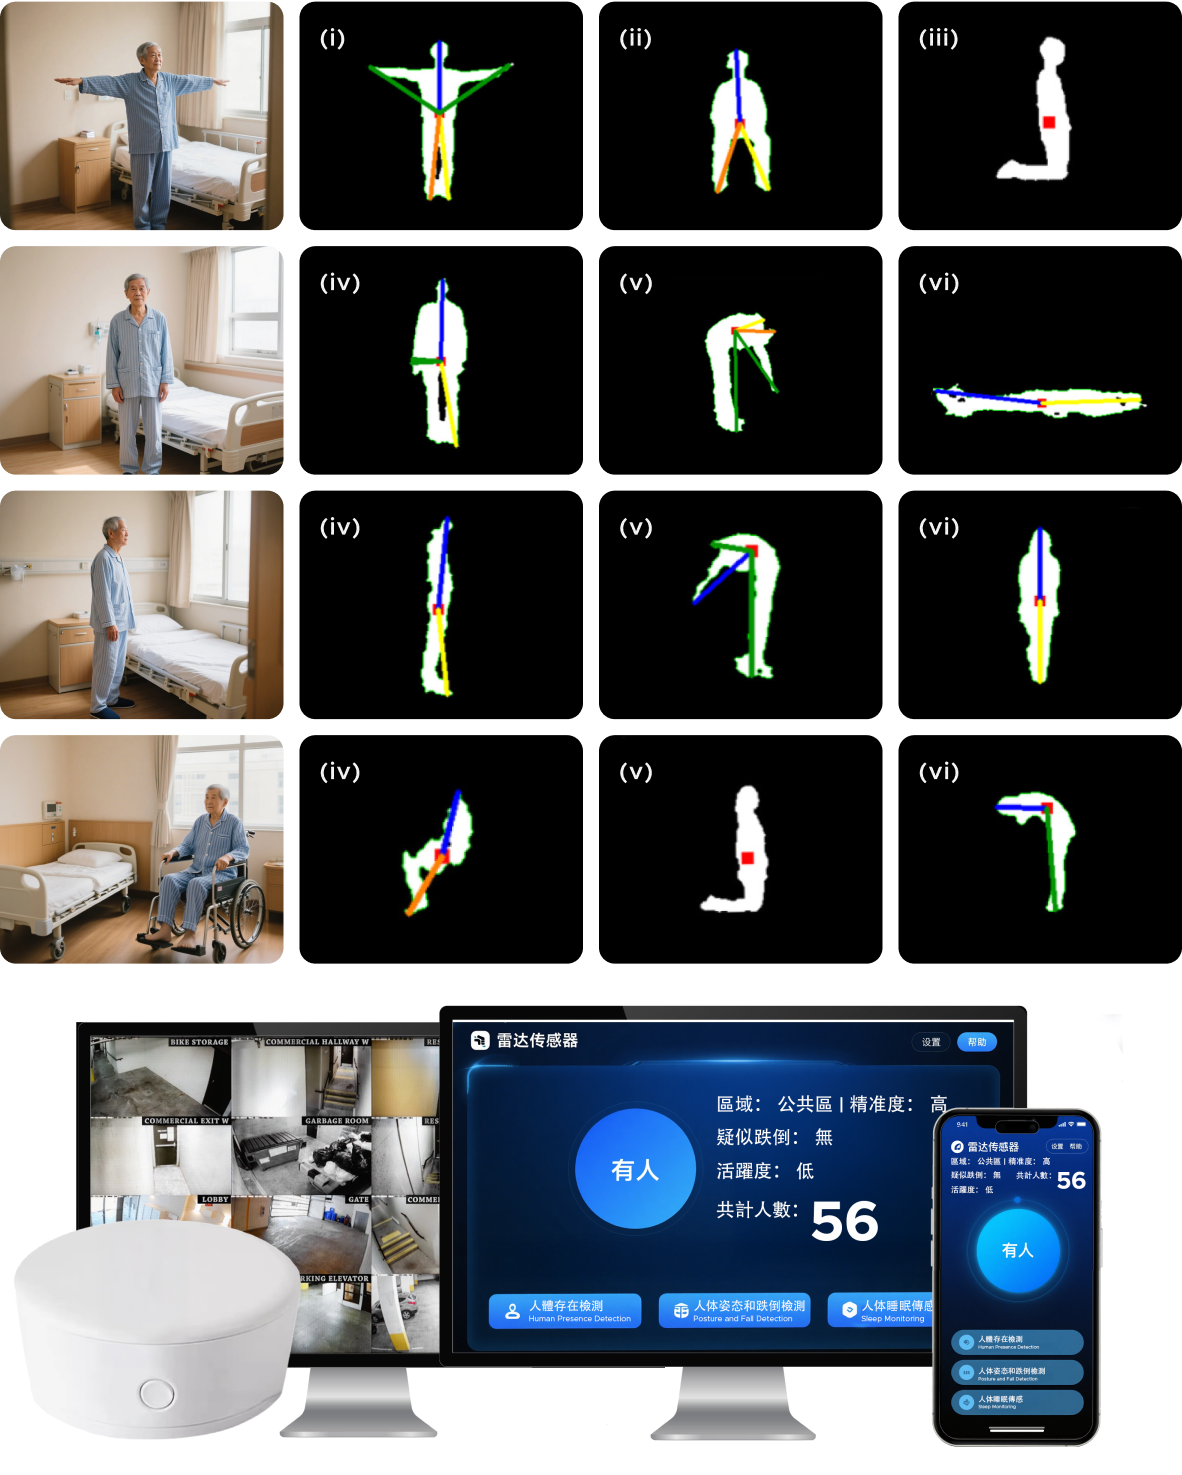 (i)
(ii)
(iii)
(iv)
(v)
(vi)
(iv)
(v)
(vi)
(iv)
(v)
(vi)
BIKE STORAGE
COMMERCIAL HALLWAY W
COMMERCIAL EXIT W
GARBAGE ROOM
LOBBY
GATE
ELEVATOR
雷达传感器
设置
帮助
區域： 公共區 | 精准度： 高
疑似跌倒： 無
活躍度： 低
共計人數： 56
有人
人體存在檢測
Human Presence Detection
人体姿态和跌倒檢測
Posture and Fall Detection
人体睡眠傳感
Sleep Monitoring
9:41
雷达传感器
设置 帮助
區域： 公共區 | 精准度： 高
疑似跌倒： 無 共計人數： 56
活躍度： 低
有人
人體存在檢測
Human Presence Detection
人体姿态和跌倒檢測
Posture and Fall Detection
人体睡眠傳感
Sleep Monitoring